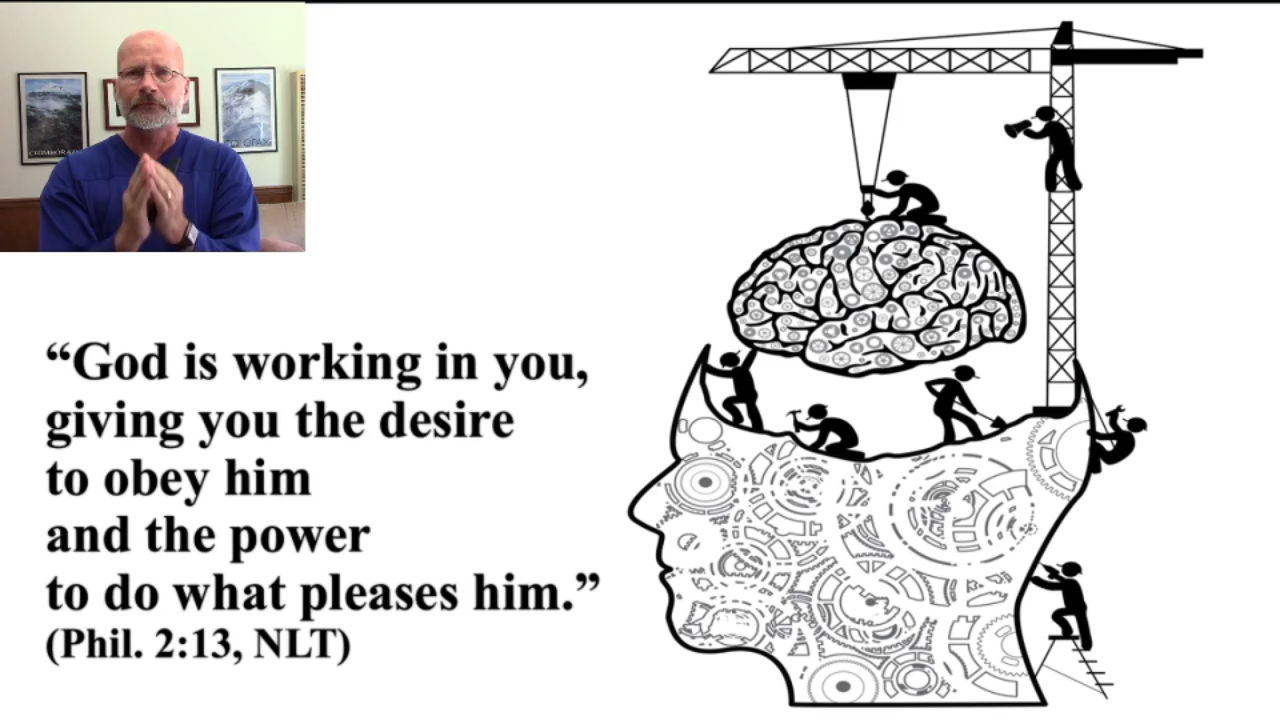 “God is working in you,
giving you the desire
to obey him
and the power
to do what pleases him.”
(Phil. 2:13, NLT)